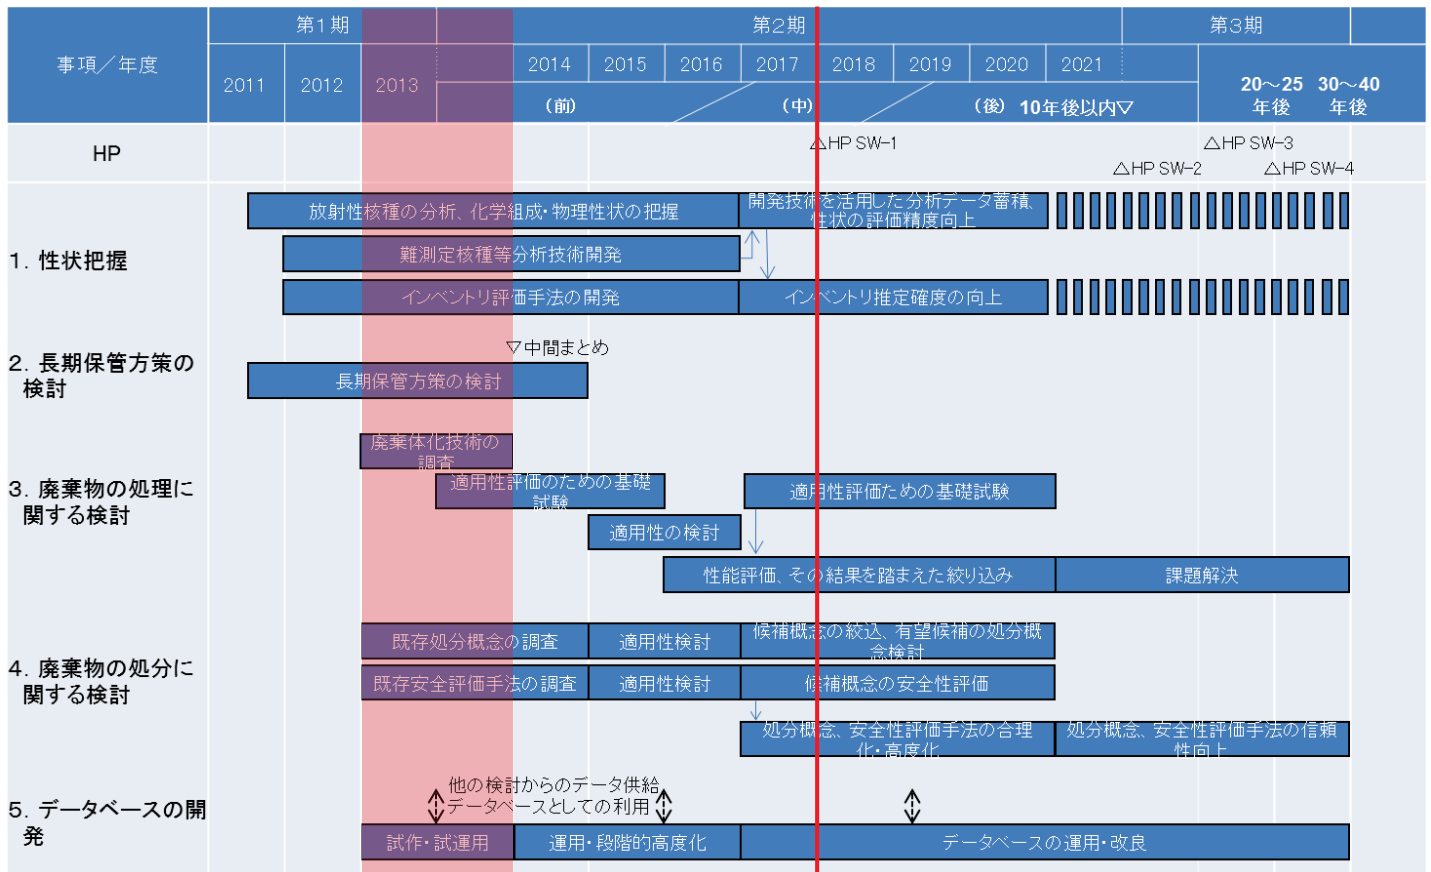 第1期
第2期
第3期
事項／年度
2011
2012
2013
2014
2015
2016
2017
2018
2019
2020
2021
20～25
年後
30～40
年後
(前)
(中)
(後)
10年後以内▽
HP
△HP SW-1
△HP SW-2
△HP SW-3
△HP SW-4
1. 性状把握
放射性核種の分析、化学組成・物理性状の把握
開発技術を活用した分析データ蓄積、
性状の評価精度向上
難測定核種等分析技術開発
インベントリ評価手法の開発
インベントリ推定確度の向上
2. 長期保管方策の
検討
▽中間まとめ
長期保管方策の検討
3. 廃棄物の処理に
関する検討
廃棄体化技術の
調査
適用性評価のための基礎
試験
適用性評価ための基礎試験
適用性の検討
性能評価、その結果を踏まえた絞り込み
課題解決
4. 廃棄物の処分に
関する検討
既存処分概念の調査
適用性検討
候補概念の絞込、有望候補の処分概
念検討
既存安全評価手法の調査
適用性検討
候補概念の安全性評価
処分概念、安全性評価手法の合理
化・高度化
処分概念、安全性評価手法の信頼
性向上
5. データベースの開
発
他の検討からのデータ供給
データベースとしての利用
試作・試運用
運用・段階的高度化
データベースの運用・改良